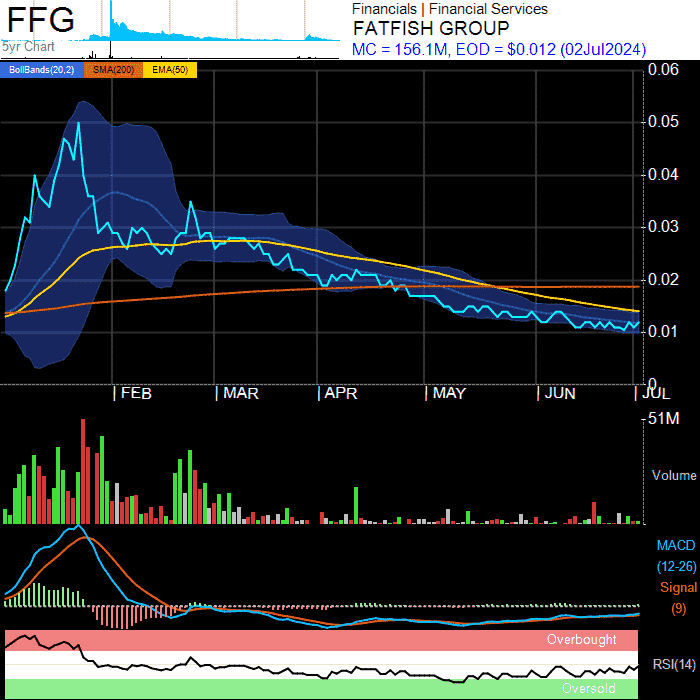 FFG
5yr Chart
Financials | Financial Services
FATFISH GROUP
MC = 156.1M, EOD = $0.012 (02Jul2024)
BollBands(20,2) SMA(200) EMA(50)
0.06
0.05
0.04
0.03
0.02
0.01
0
FEB MAR APR MAY JUN JUL
51M
Volume
MACD
(12-26)
Signal
(9)
Overbought
RSI(14)
Oversold